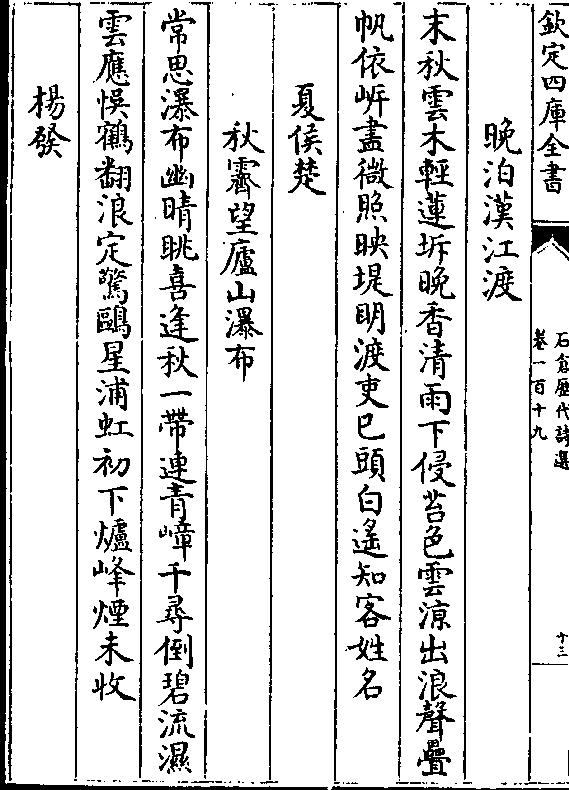 欽定四庫全書
石倉歷代詩選
卷一百十九
十三
晚泊漢江渡
末秋雲木輕蓮坼晚香清雨下侵苔色雲涼出浪聲疊
帆依岍盡微照映堤明渡吏已頭白遙知客姓名
夏侯楚
秋霽望廬山瀑布
常思瀑布幽晴眺喜逢秋一帶連青嶂千尋倒碧流濕
雲應悞鶴翻浪定驚鷗星浦虹初下爐峰煙未收
楊發